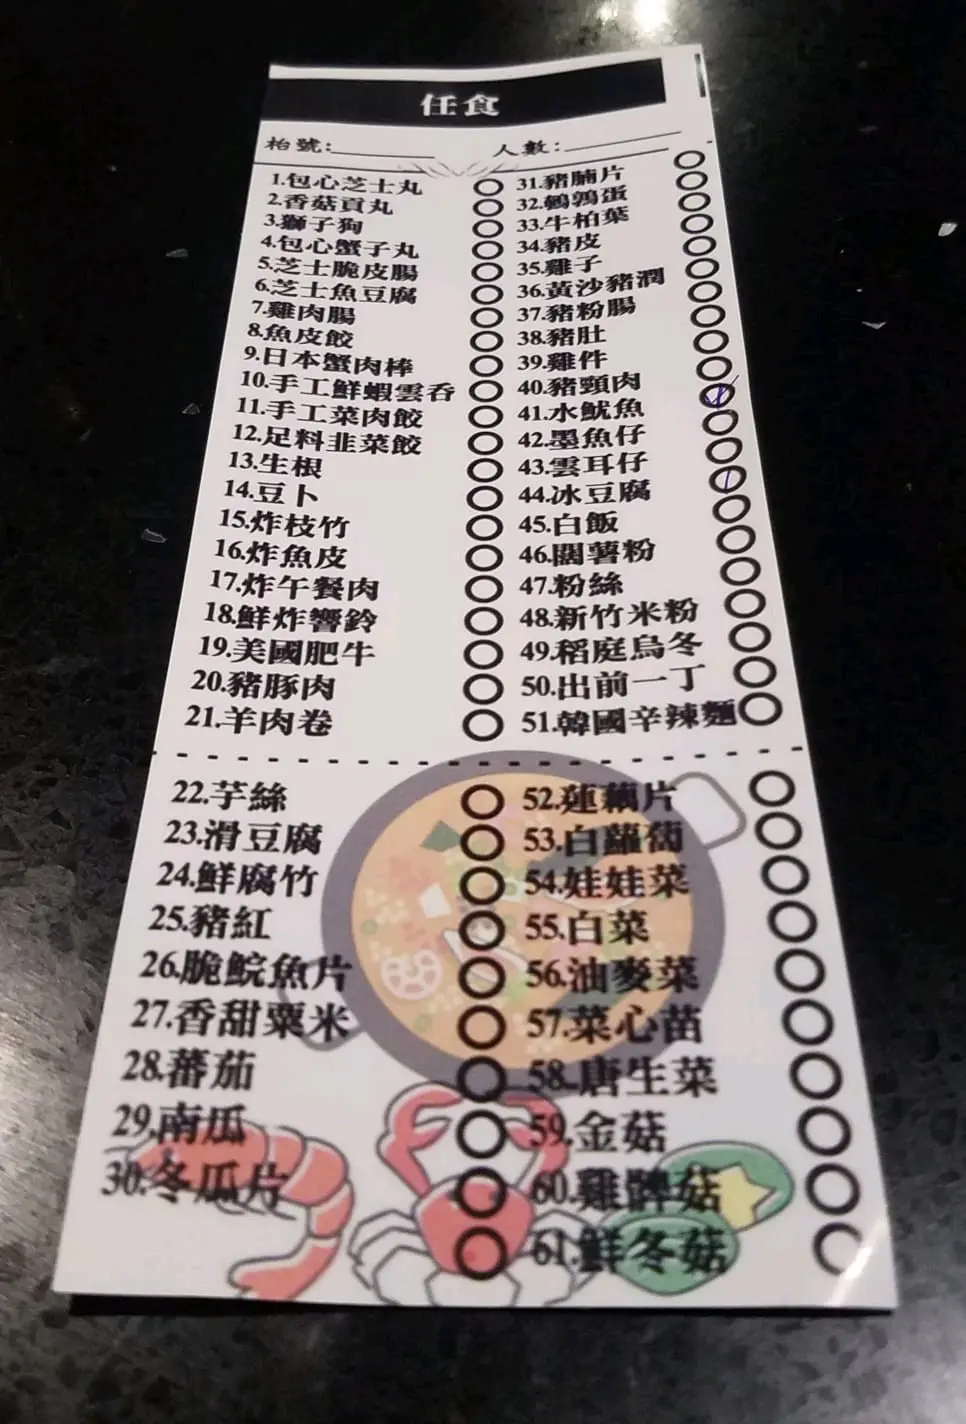 任食
枱號:
人數:
1.包心芝士丸
2.香菇貢丸
3.獅子狗
4.包心蟹子丸
5.芝士脆皮腸
6.芝士魚豆腐
7.雞肉腸
8.魚皮餃
9.日本蟹肉棒
10.手工鮮蝦雲吞
11.手工菜肉餃
12.足料韭菜餃
13.生根
14.豆卜
15.炸枝竹
16.炸魚皮
17.炸午餐肉
18.鮮炸響鈴
19.美國肥牛
20.豬豚肉
21.羊肉卷
22.芋絲
23.滑豆腐
24.鮮腐竹
25.豬紅
26.脆鯇魚片
27.香甜粟米
28.蕃茄
29.南瓜
30.冬瓜片
31.豬腩片
32.鵪鶉蛋
33.牛柏葉
34.豬皮
35.雞子
36.黃沙豬潤
37.豬粉腸
38.豬肚
39.雞件
40.豬頸肉
41.水魷魚
42.墨魚仔
43.雲耳仔
44.冰豆腐
45.白飯
46.闊薯粉
47.粉絲
48.新竹米粉
49.稻庭烏冬
50.出前一丁
51.韓國辛辣麵
52.蓮藕片
53.白蘿蔔
54.娃娃菜
55.白菜
56.油麥菜
57.菜心苗
58.唐生菜
59.金菇
60.雞髀菇
61.鮮冬菇